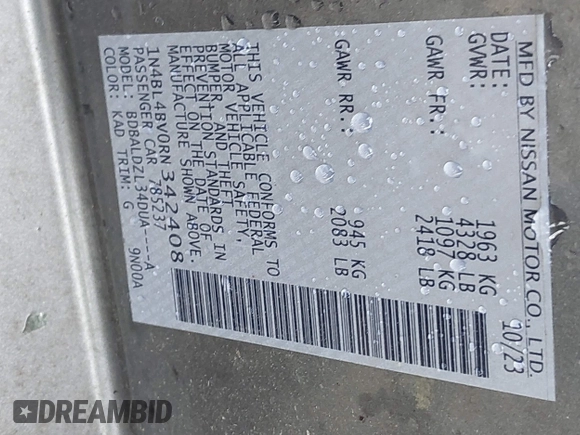 MFD BY NISSAN MOTOR CO., LTD.
DATE: 10/23
GVWR: 1963 KG
4328 LB
GAWR FR.: 1097 KG
2418 LB
GAWR RR.: 945 KG
2083 LB
THIS VEHICLE CONFORMS TO
ALL APPLICABLE FEDERAL
MOTOR VEHICLE SAFETY,
BUMPER, AND STANDARDS IN
PREVENTION STANDARDS IN
EFFECT ON THE DATE OF
MANUFACTURE SHOWN ABOVE.
1N4BL4BV0RN342408
PASSENGER CAR 785237
MODEL: BDBALDZL34DUA----A
COLOR: KAD TRIM: G 9N00A
DREAMBID